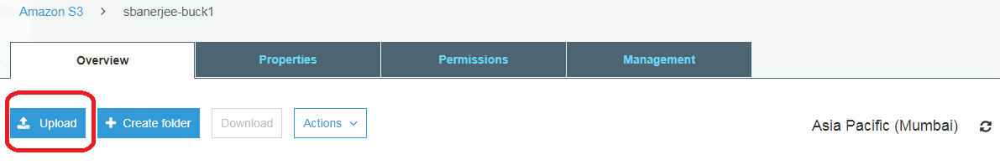 Amazon S3 > sbanerjee-buck1
Overview Properties Permissions Management
Upload Create folder Download Actions Asia Pacific (Mumbai)